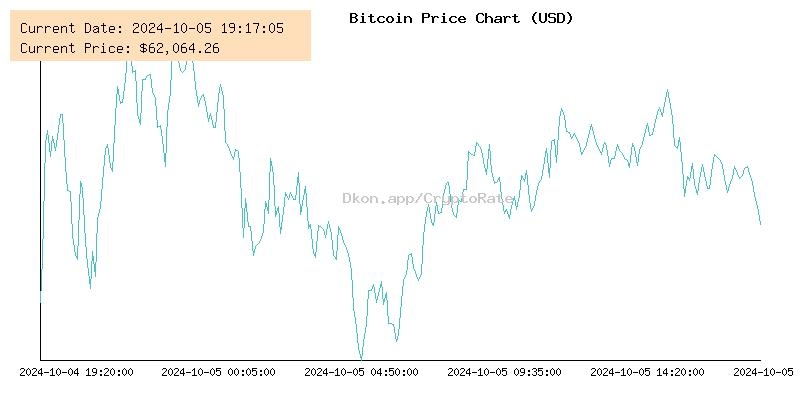 Bitcoin Price Chart (USD)
Current Date: 2024-10-05 19:17:05
Current Price: $62,064.26
Dkon.app/CryptoRate
2024-10-04 19:20:00 2024-10-05 00:05:00 2024-10-05 04:50:00 2024-10-05 09:35:00 2024-10-05 14:20:00 2024-10-05